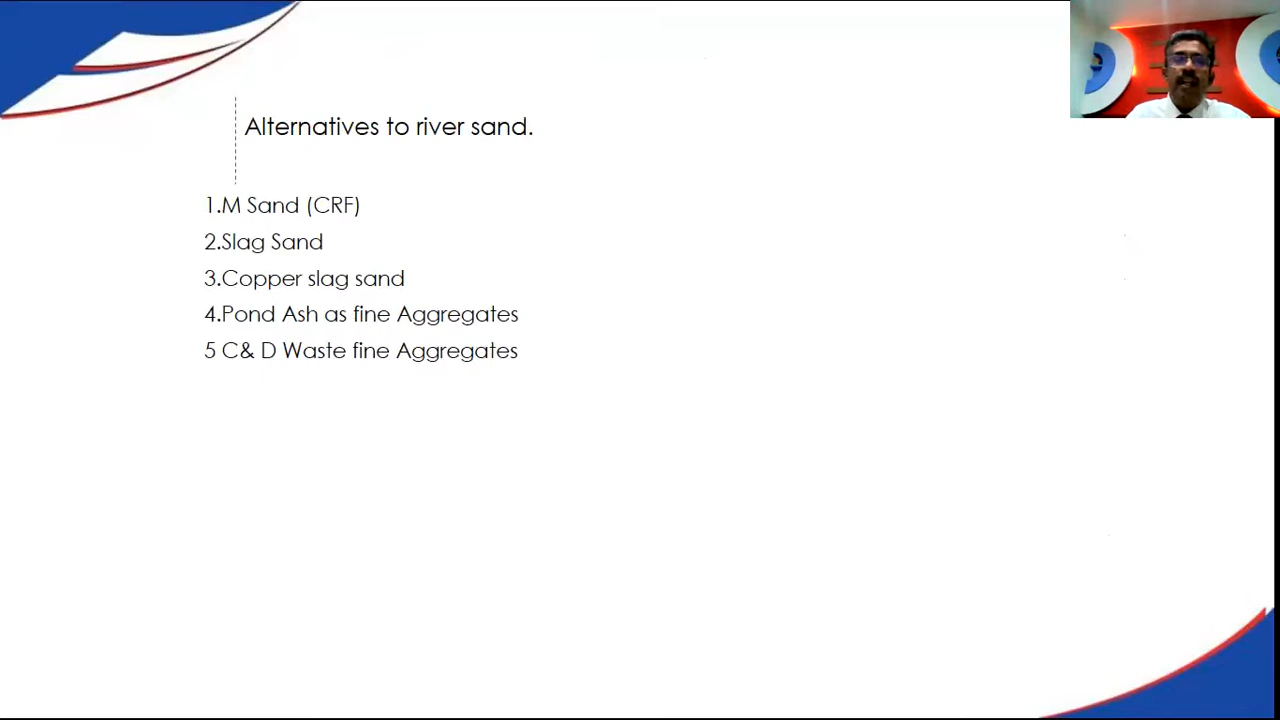 Alternatives to river sand.
1.M Sand (CRF)
2.Slag Sand
3.Copper slag sand
4.Pond Ash as fine Aggregates
5 C& D Waste fine Aggregates